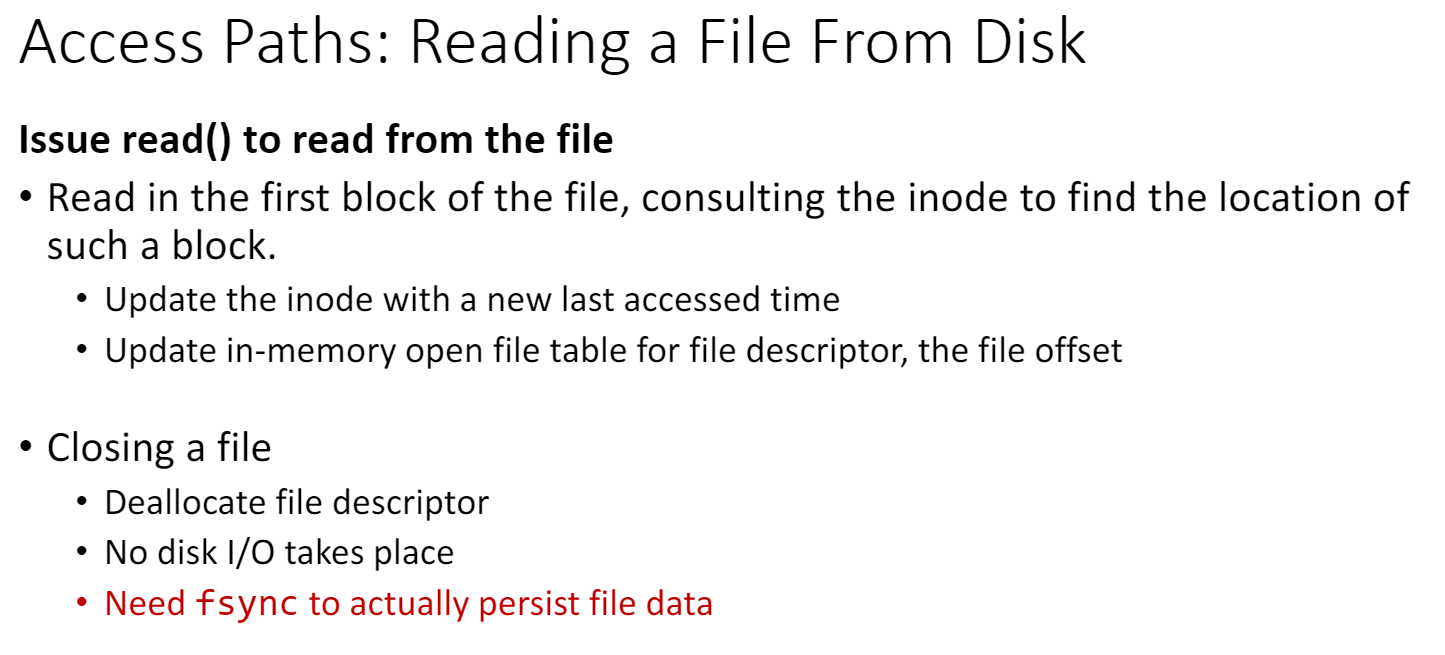 Access Paths: Reading a File From Disk
Issue read() to read from the file
• Read in the first block of the file, consulting the inode to find the location of
such a block.
• Update the inode with a new last accessed time
• Update in-memory open file table for file descriptor, the file offset
• Closing a file
• Deallocate file descriptor
• No disk I/O takes place
• Need fsync to actually persist file data